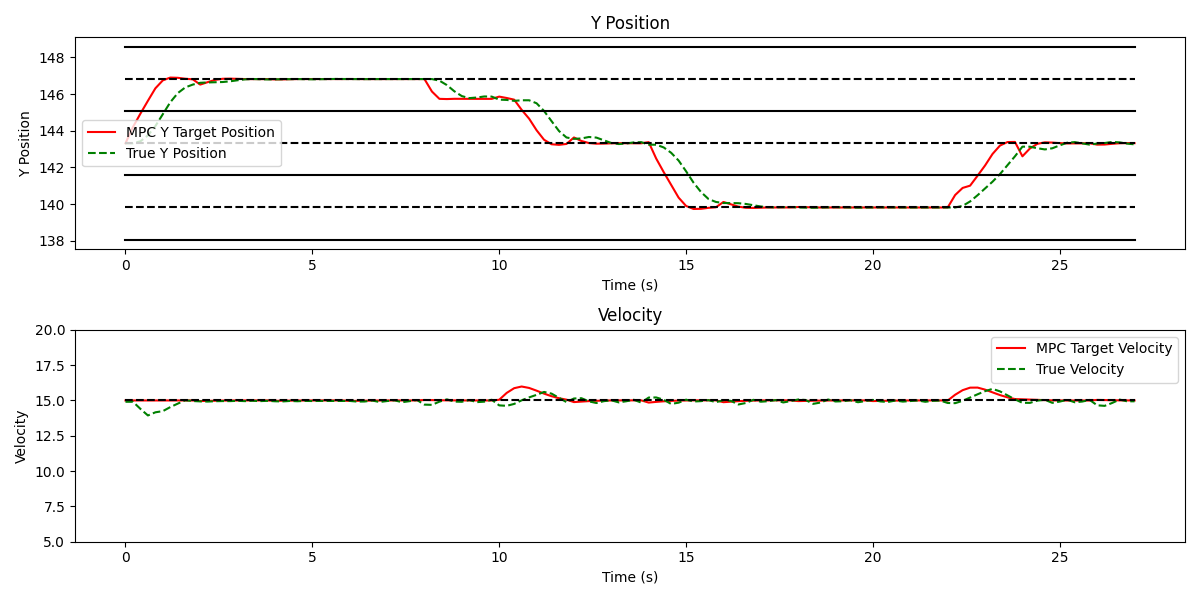 Y Position
148
146
144
142
140
138
Y Position
MPC Y Target Position
True Y Position
0
5
10
15
20
25
Time (s)
Velocity
20.0
17.5
15.0
12.5
10.0
7.5
5.0
Velocity
MPC Target Velocity
True Velocity
0
5
10
15
20
25
Time (s)